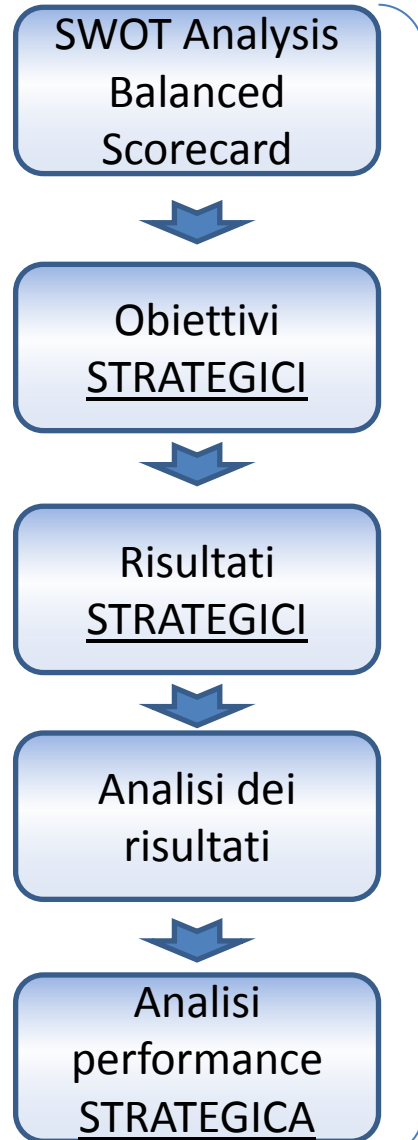 SWOT Analysis
Balanced
Scorecard
Obiettivi
STRATEGICI
Risultati
STRATEGICI
Analisi dei
risultati
Analisi
performance
STRATEGICA